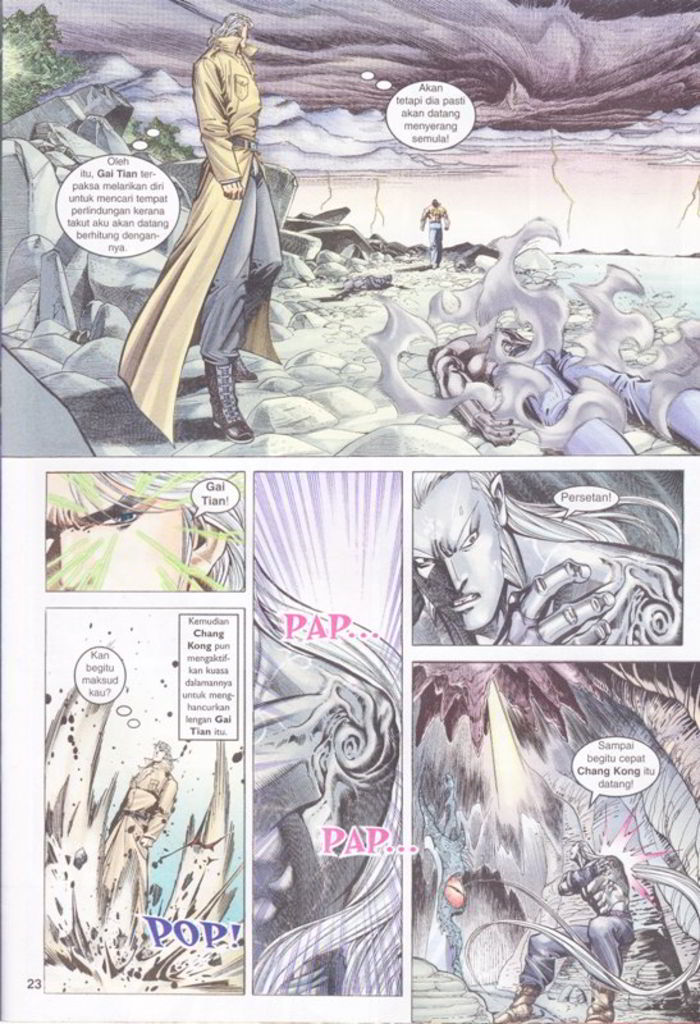 Oleh
itu, Gai Tian ter-
paksa melarikan diri
untuk mencari tempat
perlindungan kerana
takut aku akan datang
berhitung dengan-
nya.
Akan
tetapi dia pasti
akan datang
menyerang
semula!
Gai
Tian!
Kan
begitu
maksud
kau?
Kemudian
Chang
Kong pun
mengaktif-
kan kuasa
dalamannya
untuk meng-
hancurkan
lengan Gai
Tian itu.
POP!
PAP...
PAP...
Persetan!
Sampai
begitu cepat
Chang Kong itu
datang!
23